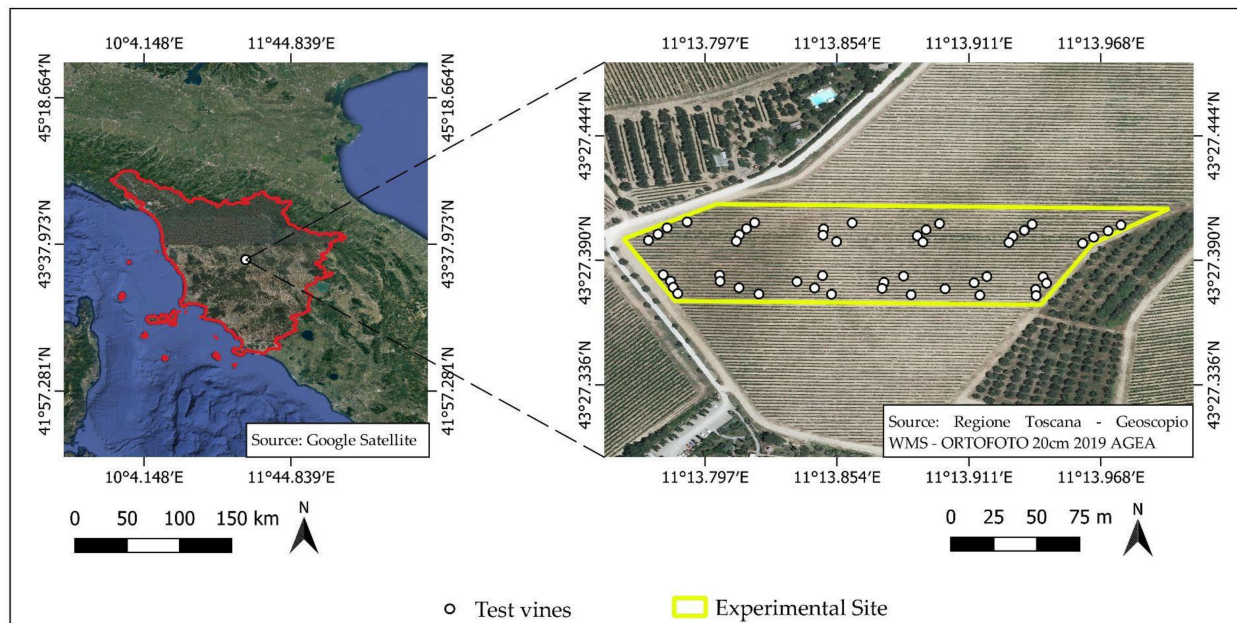 10°4.148′E 11°44.839′E
11°13.797′E 11°13.854′E 11°13.911′E 11°13.968′E
45°18.664′N
43°37.973′N
41°57.281′N
45°18.664′N
43°37.973′N
41°57.281′N
43°27.444′N
43°27.390′N
43°27.336′N
43°27.444′N
43°27.390′N
43°27.336′N
Source: Google Satellite
Source: Regione Toscana - Geoscopio
WMS - ORTOFOTO 20cm 2019 AGEA
10°4.148′E 11°44.839′E
11°13.797′E 11°13.854′E 11°13.911′E 11°13.968′E
0 50 100 150 km
N
0 25 50 75 m
N
Test vines
Experimental Site